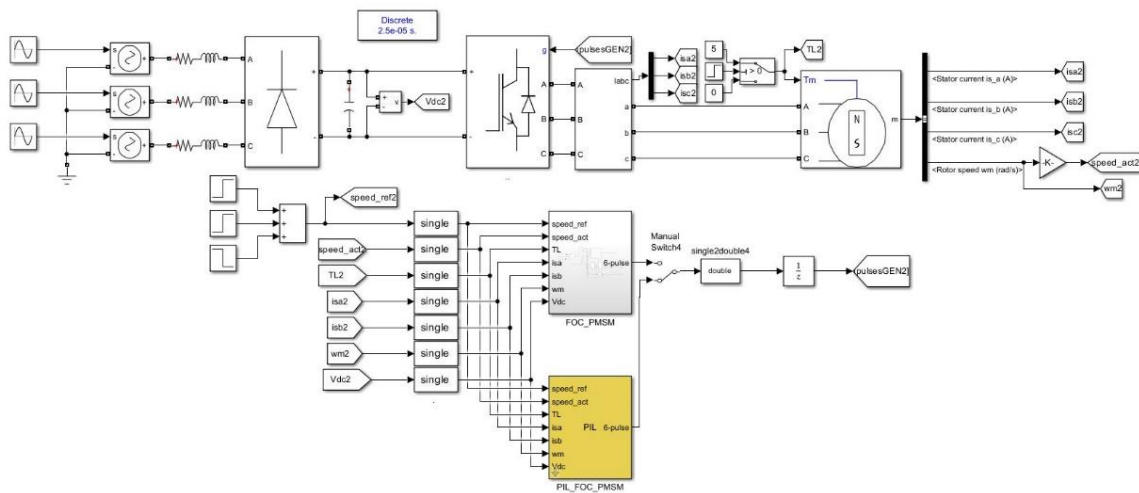 Discrete
2.5e-05 s.
s
+
-
A
+
s
+
-
B
-
s
+
-
C
+
-
v
Vdc2
g
[pulsesGEN2]
+
-
A
B
C
A
B
C
Iabc
a
b
c
isa2
isb2
isc2
5
> 0
0
TL2
Tm
N
S
A
B
C
m
<Stator current is_a (A)>
<Stator current is_b (A)>
<Stator current is_c (A)>
<Rotor speed wm (rad/s)>
isa2
isb2
isc2
-K-
speed_act2
wm2
+
+
+
speed_ref2
speed_act2
TL2
isa2
isb2
wm2
Vdc2
single
single
single
single
single
single
single
speed_ref
speed_act
TL
isa
isb
wm
Vdc
6-pulse
FOC_PMSM
Manual
Switch4
single2double4
double
1
z
[pulsesGEN2]
speed_ref
speed_act
TL
isa
isb
wm
Vdc
PIL
6-pulse
PIL_FOC_PMSM